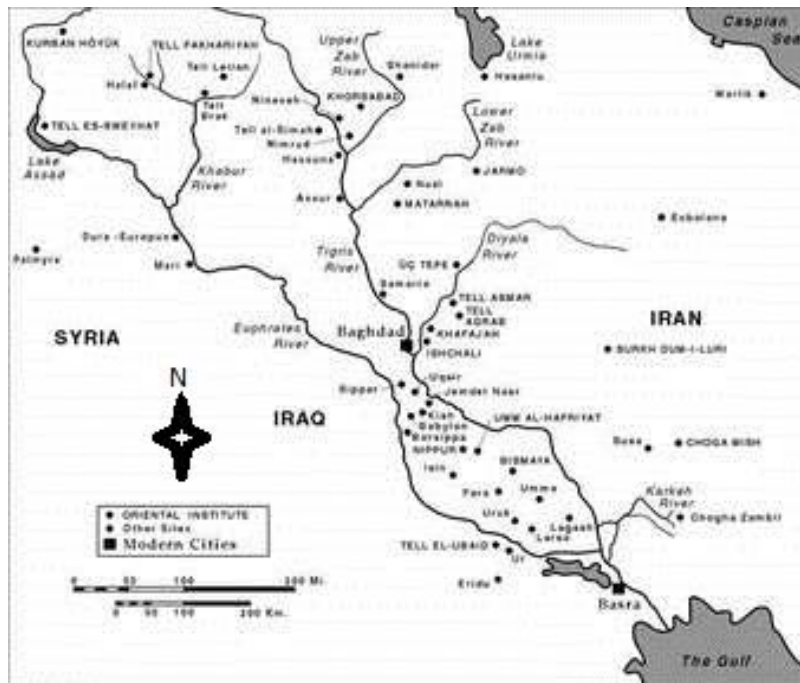 Caspian
Sea
KURBAN HÖYÜK
TELL FAKHARIYAH
Tell Leilan
Halaf
Tell
Brak
Upper
Zab
River
Lake
Urmia
Shanidar
Hasanlu
Marlik
Nineveh
KHORSABAD
Lower
Zab
River
TELL ES-SWEYHAT
Tell al-Rimah
Nimrud
Hassuna
Lake
Assad
Khabur
River
JARMO
Nuzi
MATARRAH
Assur
Ecbatana
Dura-Europus
Diyala
River
Palmyra
Mari
Tigris
River
ÜÇ TEPE
Samarra
TELL ASMAR
TELL
AGRAB
Euphrates
River
SYRIA
Baghdad
KHAFAJAH
IRAN
ISHCHALI
SURKH DUM-I-LURI
N
Sippar
Uqair
Jemdet Nasr
IRAQ
Kish
UMM AL-HAFRIYAT
Babylon
Borsippa
NIPPUR
Susa
CHOGA MISH
BISMAYA
Isin
Fara
Umma
Karkeh
River
ORIENTAL INSTITUTE
Other Sites
Modern Cities
Uruk
Lagash
Chogha Zambil
Larsa
TELL EL-UBAID
Ur
0 50 100 200 Mi.
Eridu
0 50 100 200 Km.
Basra
The Gulf